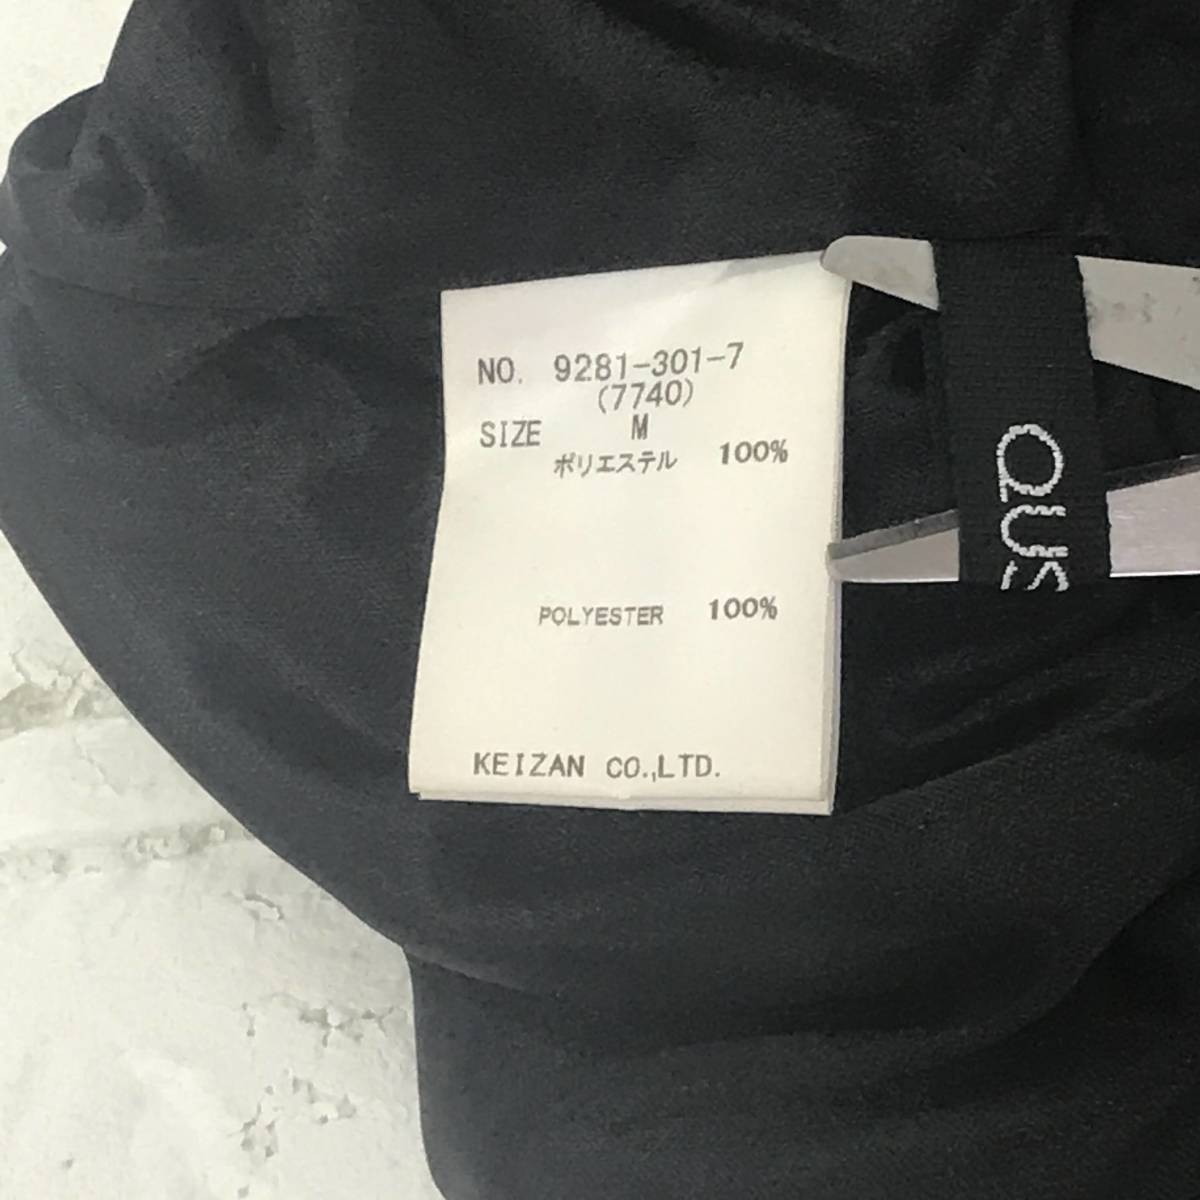 NO. 9281-301-7
(7740)
SIZE M
ポリエステル 100%
POLYESTER 100%
KEIZAN CO.,LTD.